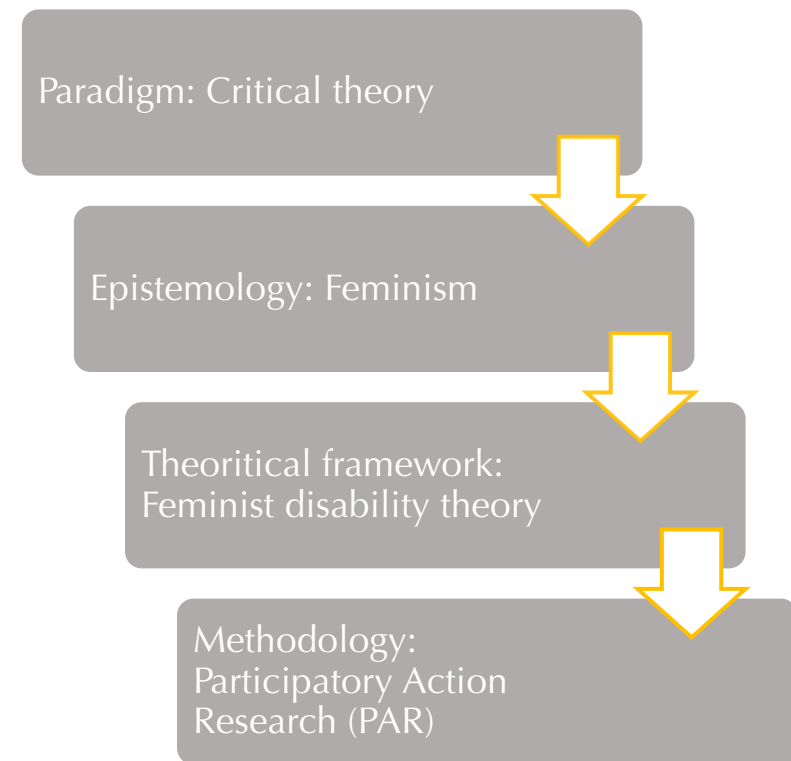 Paradigm: Critical theory
Epistemology: Feminism
Theoritical framework:
Feminist disability theory
Methodology:
Participatory Action
Research (PAR)